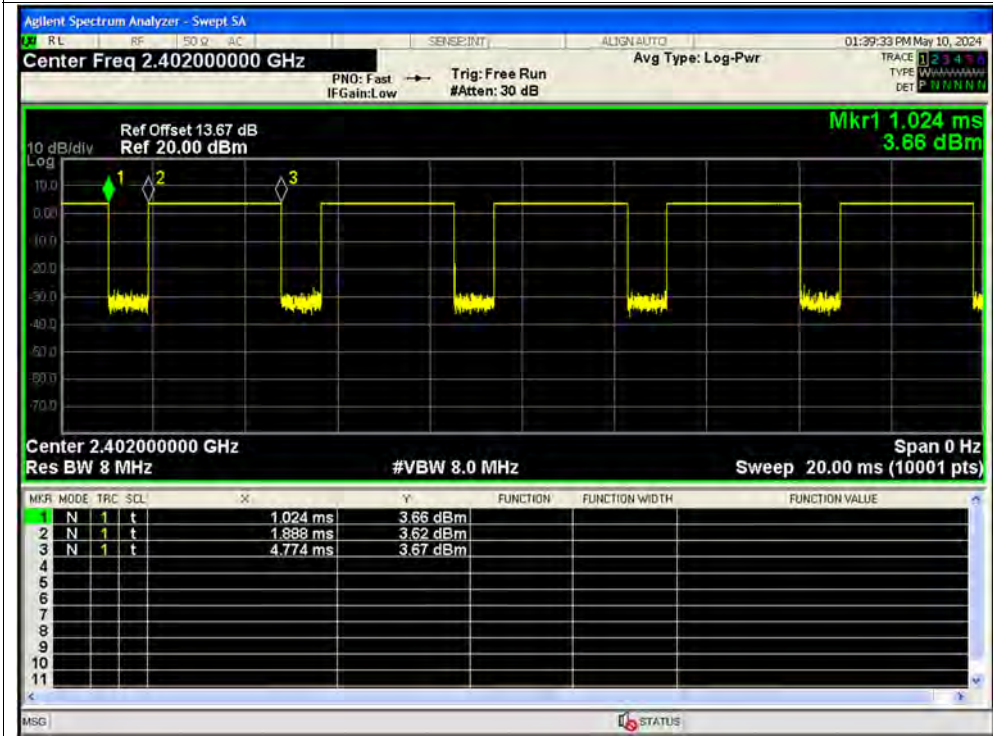 Agilent Spectrum Analyzer - Swept SA
RL RF 50 Ω AC SENSE:INT ALIGN AUTO 01:39:33 PM May 10, 2024
Center Freq 2.402000000 GHz Avg Type: Log-Pwr TRACE 1 2 3 4 5 6
PNO: Fast Trig: Free Run TYPE
IFGain:Low #Atten: 30 dB DET P N N N N N
Mkr1 1.024 ms
3.66 dBm
Ref Offset 13.67 dB
10 dB/div Ref 20.00 dBm
Log
1 2 3
10.0
0.00
-10.0
-20.0
-30.0
-40.0
-50.0
-60.0
-70.0
Center 2.402000000 GHz Span 0 Hz
Res BW 8 MHz #VBW 8.0 MHz Sweep 20.00 ms (10001 pts)
MKR MODE TRC SCL X Y FUNCTION FUNCTION WIDTH FUNCTION VALUE
1 N 1 t 1.024 ms 3.66 dBm
2 N 1 t 1.888 ms 3.62 dBm
3 N 1 t 4.774 ms 3.67 dBm
4
5
6
7
8
9
10
11
MSG STATUS